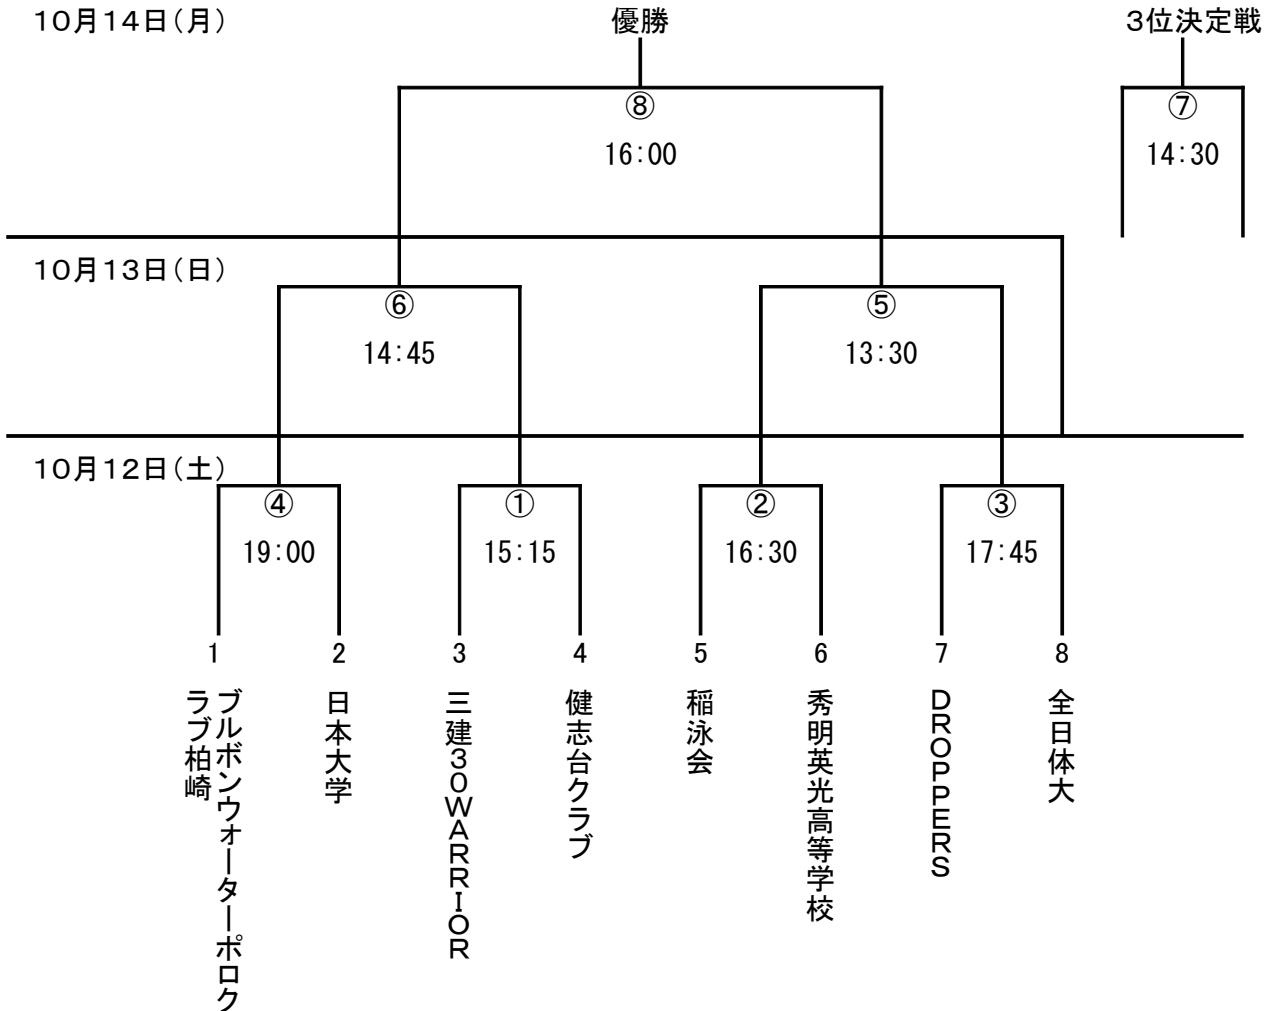 10月14日(月)
優勝
3位決定戦
⑧
⑦
16:00
14:30
10月13日(日)
⑥
⑤
14:45
13:30
10月12日(土)
④
①
②
③
19:00
15:15
16:30
17:45
1
2
3
4
5
6
7
8
ブルボンウォーターポロク
ラブ柏崎
日本大学
三建30WARRIOR
健志台クラブ
稲泳会
秀明英光高等学校
DROPPERS
全日体大